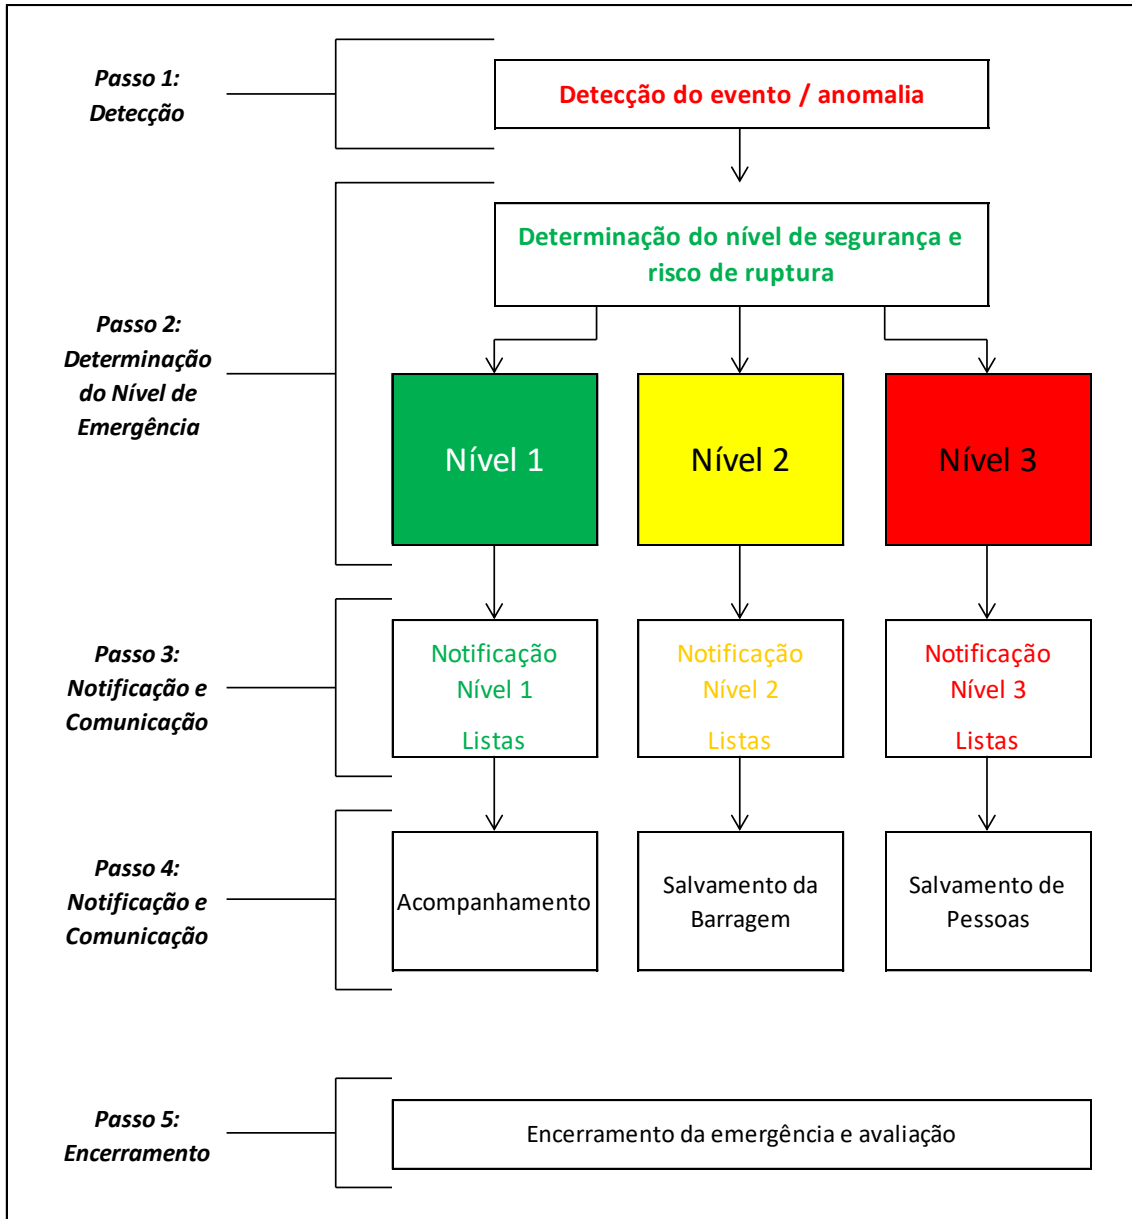 Passo 1:
Detecção
Detecção do evento / anomalia
Passo 2:
Determinação
do Nível de
Emergência
Determinação do nível de segurança e
risco de ruptura
Nível 1
Nível 2
Nível 3
Passo 3:
Notificação e
Comunicação
Notificação
Nível 1
Listas
Notificação
Nível 2
Listas
Notificação
Nível 3
Listas
Passo 4:
Notificação e
Comunicação
Acompanhamento
Salvamento da
Barragem
Salvamento de
Pessoas
Passo 5:
Encerramento
Encerramento da emergência e avaliação